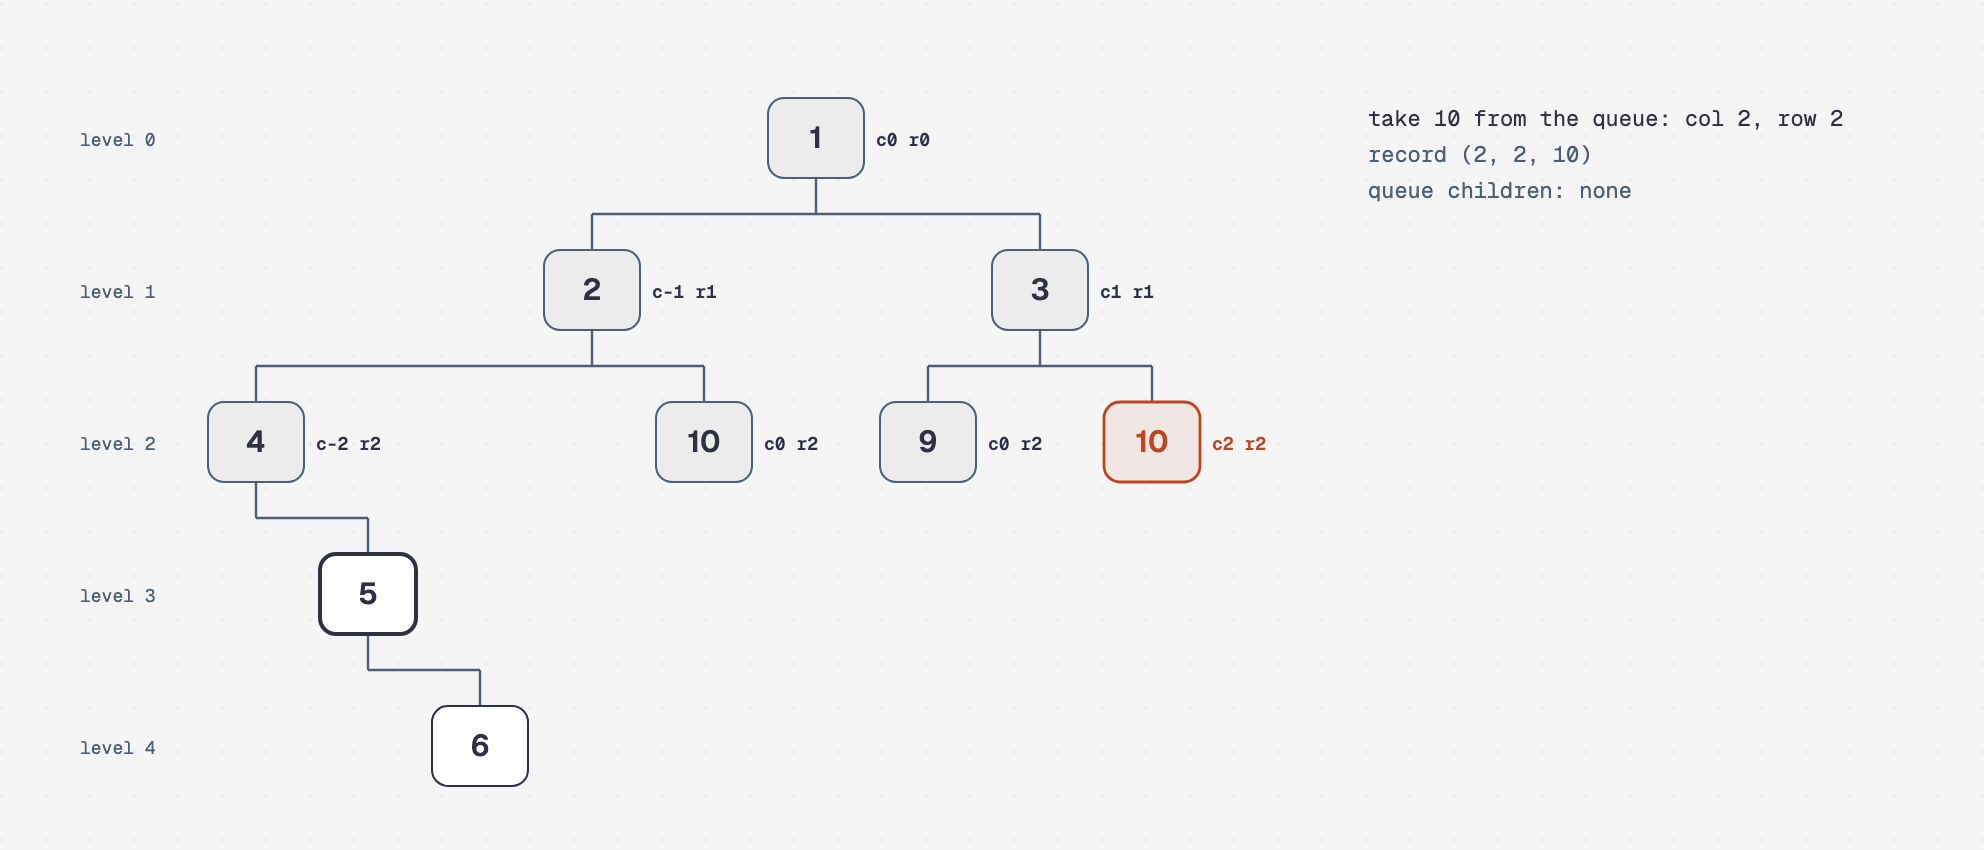 level 0
1
c0 r0
take 10 from the queue: col 2, row 2
record (2, 2, 10)
queue children: none
level 1
2
c-1 r1
3
c1 r1
level 2
4
c-2 r2
10
c0 r2
9
c0 r2
10
c2 r2
level 3
5
level 4
6